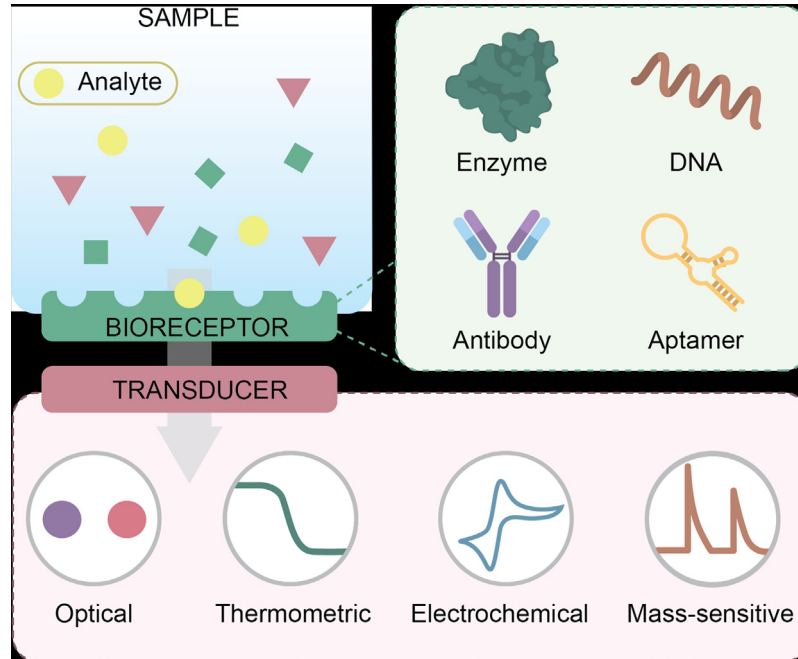 SAMPLE
Analyte
Enzyme
DNA
Antibody
Aptamer
BIORECEPTOR
TRANSDUCER
Optical
Thermometric
Electrochemical
Mass-sensitive